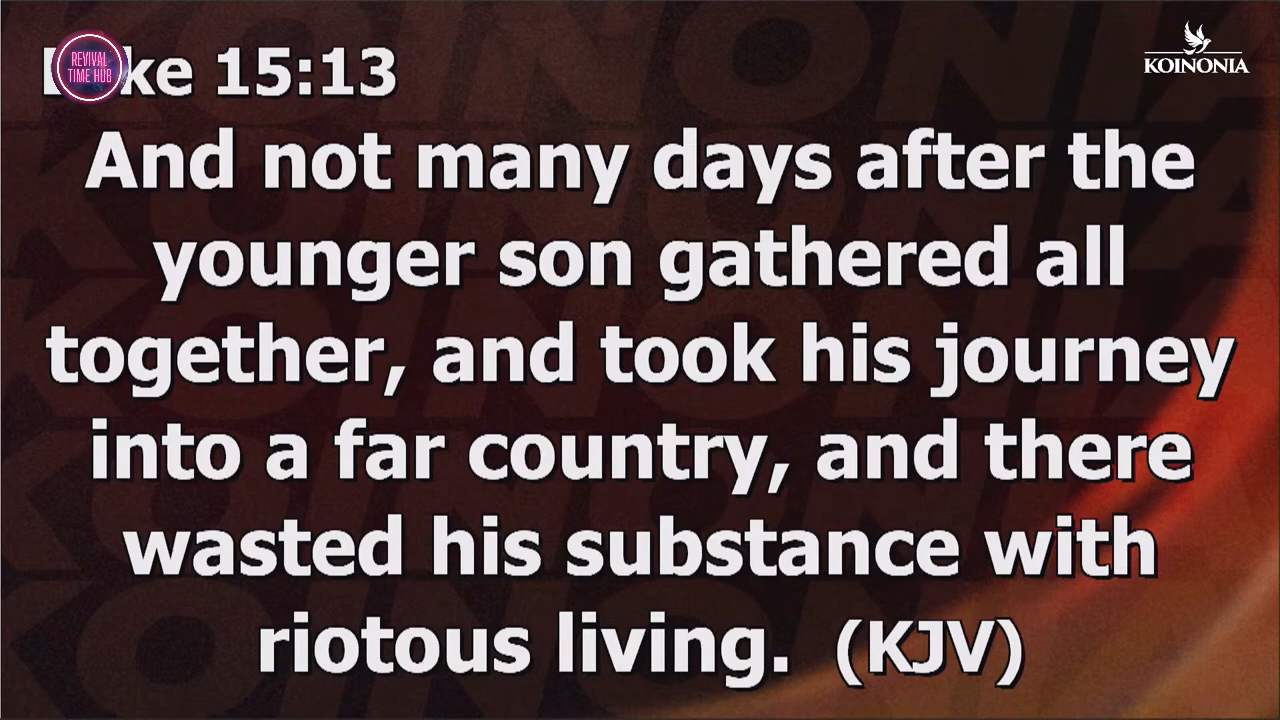 REVIVAL
TIME HUB
KOINONIA
ke 15:13
And not many days after the
younger son gathered all
together, and took his journey
into a far country, and there
wasted his substance with
riotous living. (KJV)